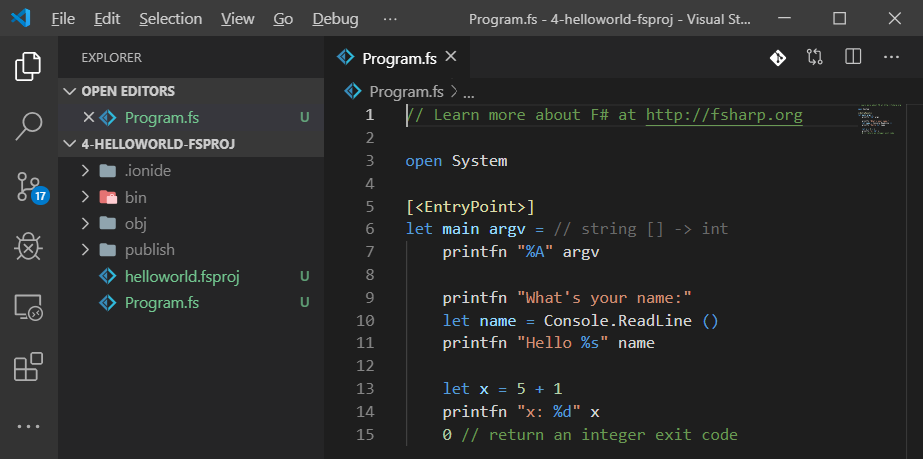 File Edit Selection View Go Debug ··· Program.fs - 4-helloworld-fsproj - Visual St...
EXPLORER
OPEN EDITORS
Program.fs U
4-HELLOWORLD-FSPROJ
.ionide
bin
obj
publish
helloworld.fsproj U
Program.fs U
17
Program.fs
Program.fs > ...
1 // Learn more about F# at http://fsharp.org
2
3 open System
4
5 [<EntryPoint>]
6 let main argv = // string [] -> int
7 printfn "%A" argv
8
9 printfn "What's your name:"
10 let name = Console.ReadLine ()
11 printfn "Hello %s" name
12
13 let x = 5 + 1
14 printfn "x: %d" x
15 0 // return an integer exit code